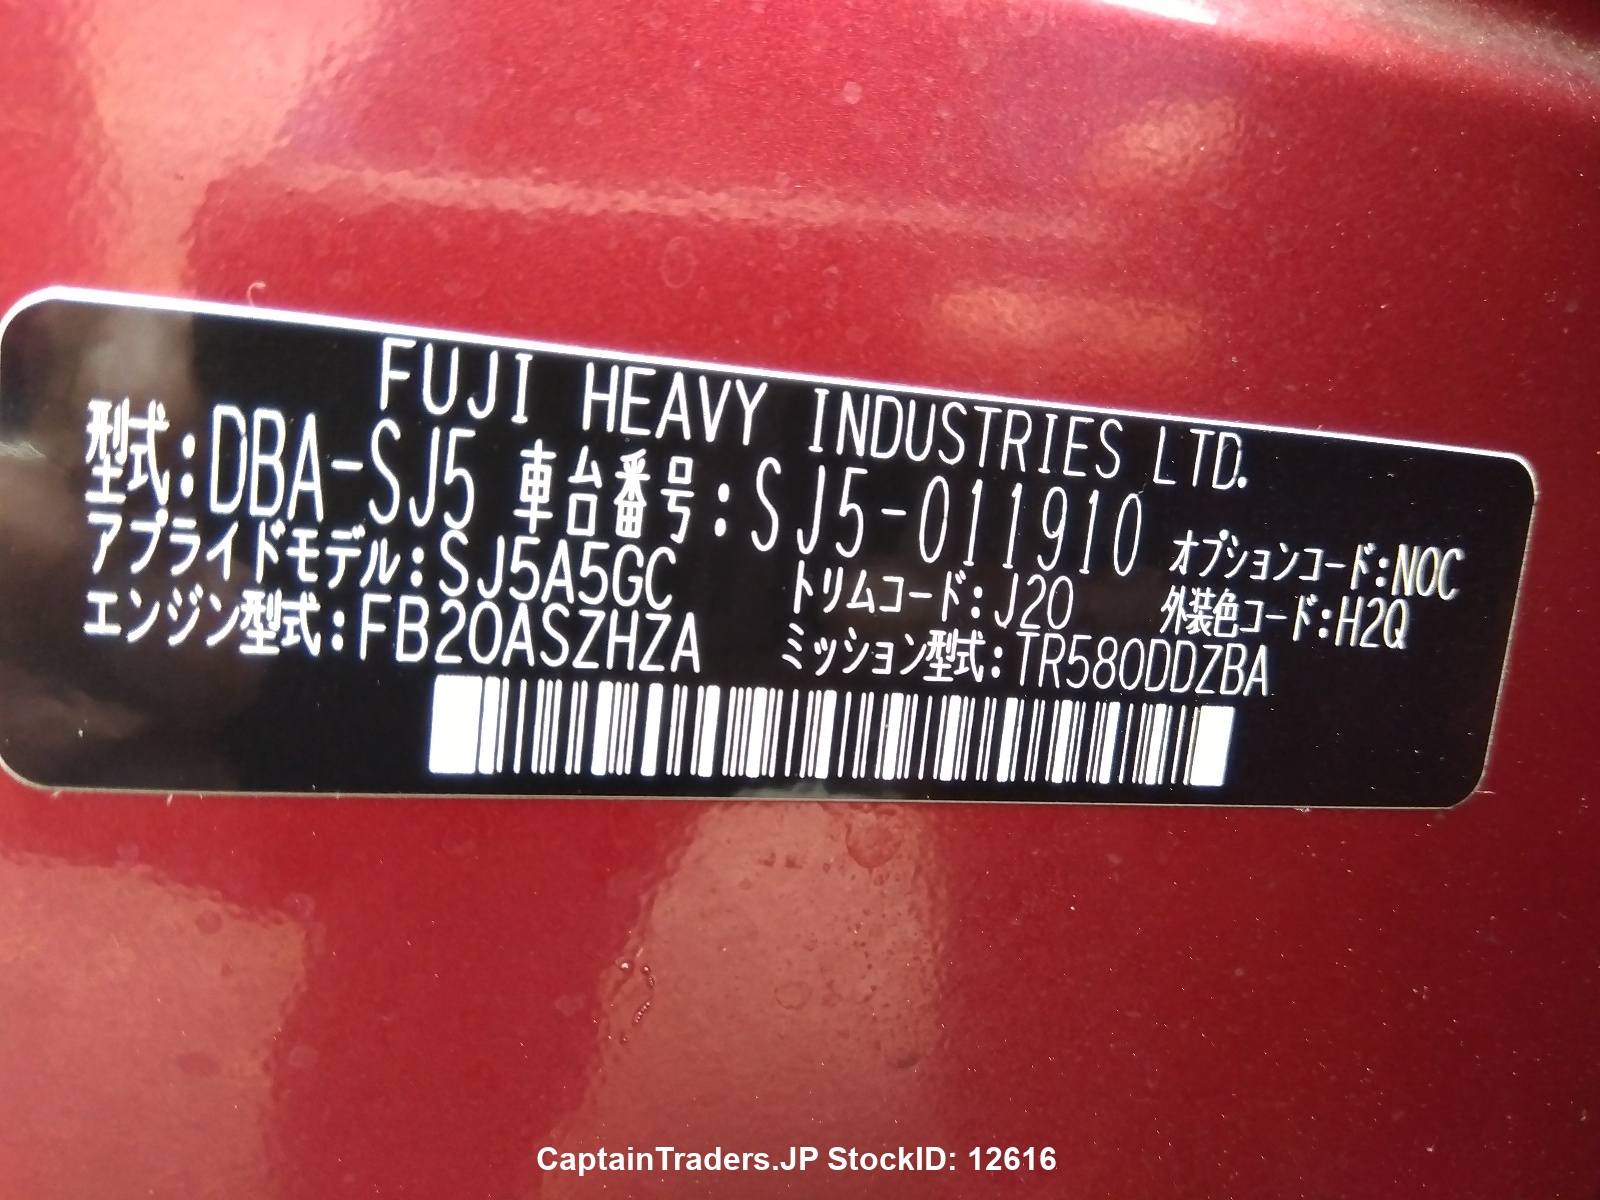 FUJI HEAVY INDUSTRIES LTD.
型式:DBA-SJ5 車台番号:SJ5-011910 オプションコード:N0C
アプライドモデル:SJ5A5GC トリムコード:J20 外装色コード:H2Q
エンジン型式:FB20ASZHZA ミッション型式:TR580DDZBA
CaptainTraders.JP StockID: 12616